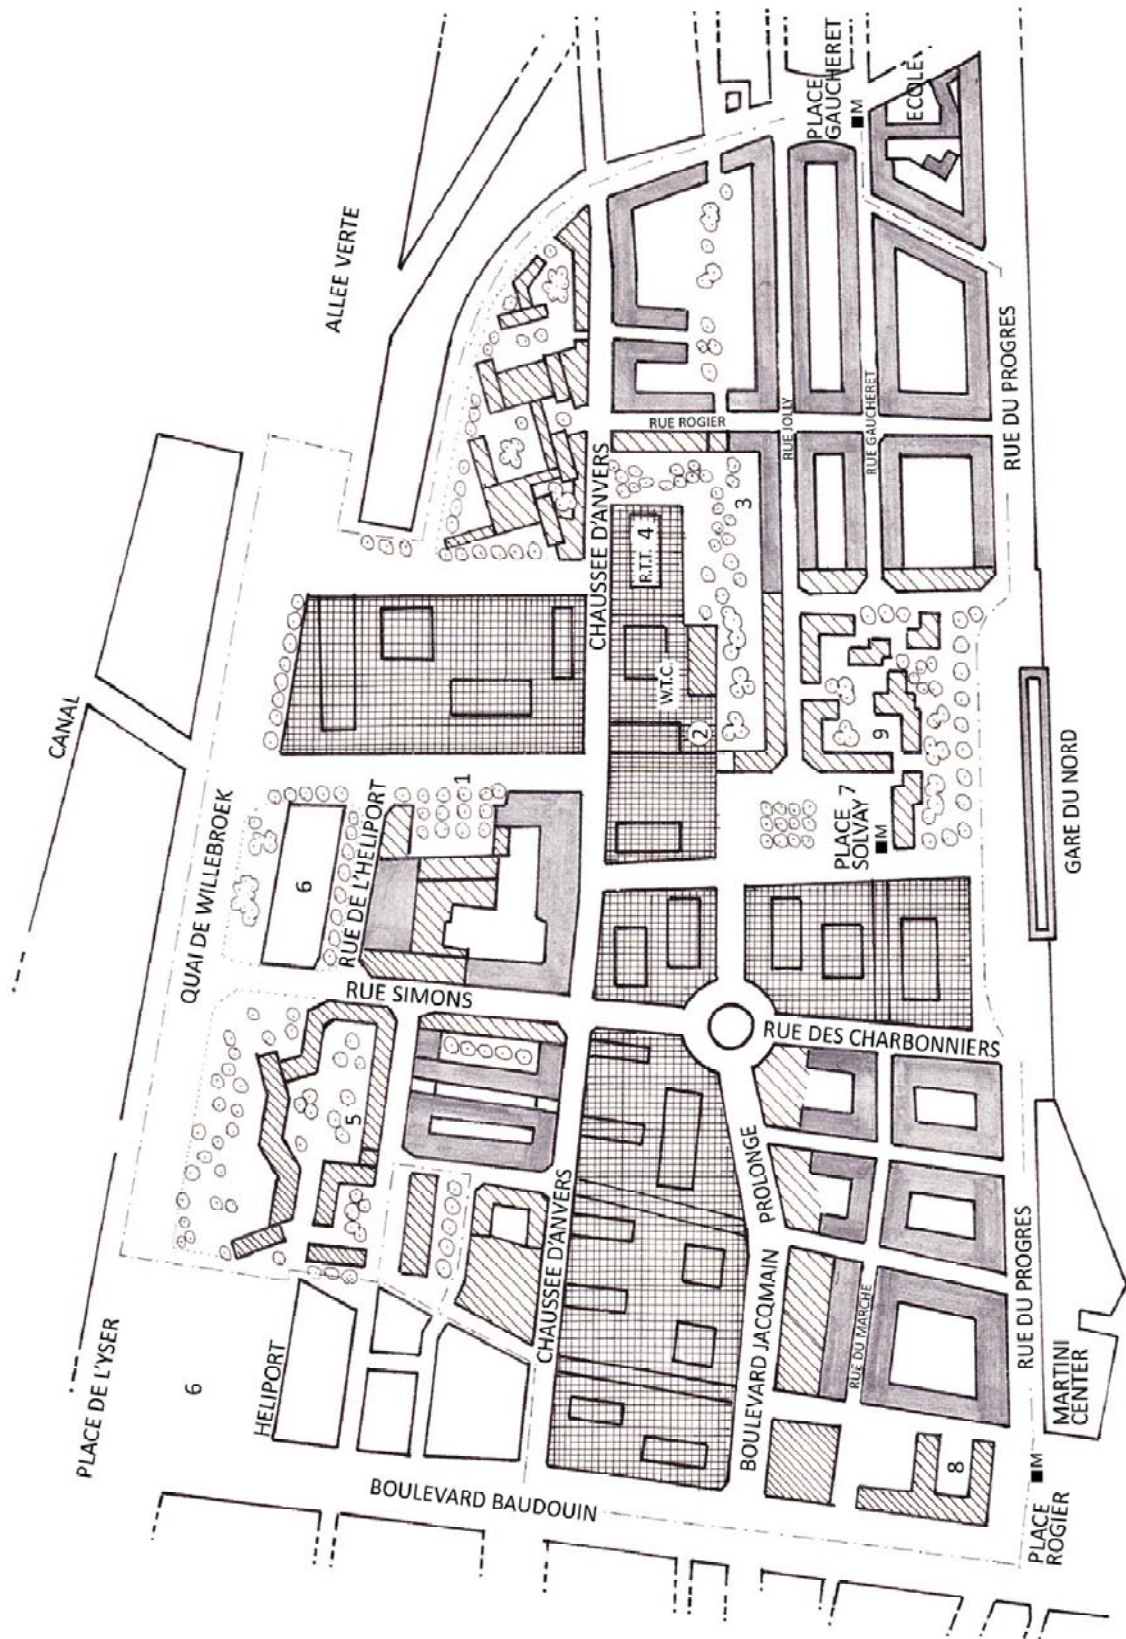 ALLEE VERTE
PLACE
GAUCHERET
M
ECOLE
CANAL
QUAI DE WILLEBROEK
CHAUSSEE D'ANVERS
RUE ROGIER
RUE JOLLY
RUE GAUCHERET
RUE DU PROGRES
3
R.T.T. 4
W.T.C.
2
1
RUE DE L'HELIPORT
6
RUE SIMONS
9
PLACE
SOLVAY 7
M
GARE DU NORD
RUE DES CHARBONNIERS
5
CHAUSSEE D'ANVERS
PROLONGE
BOULEVARD JACQMAIN
RUE DU MARCHE
RUE DU PROGRES
MARTINI
CENTER
PLACE DE L'YSER
6
HELIPORT
BOULEVARD BAUDOUIN
8
M
PLACE
ROGIER